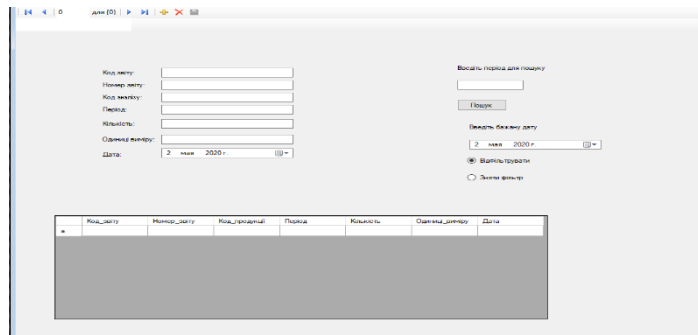 0 для (0)
Код звіту:
Номер звіту:
Код аналізу:
Період:
Кількість:
Одиниці виміру:
Дата: 2 мая 2020 г.
Введіть період для пошуку
Пошук
Введіть бажану дату
2 мая 2020 г.
Відфільтрувати
Зняти фільтр
Код_звіту Номер_звіту Код_продукції Період Кількість Одиниці_виміру Дата